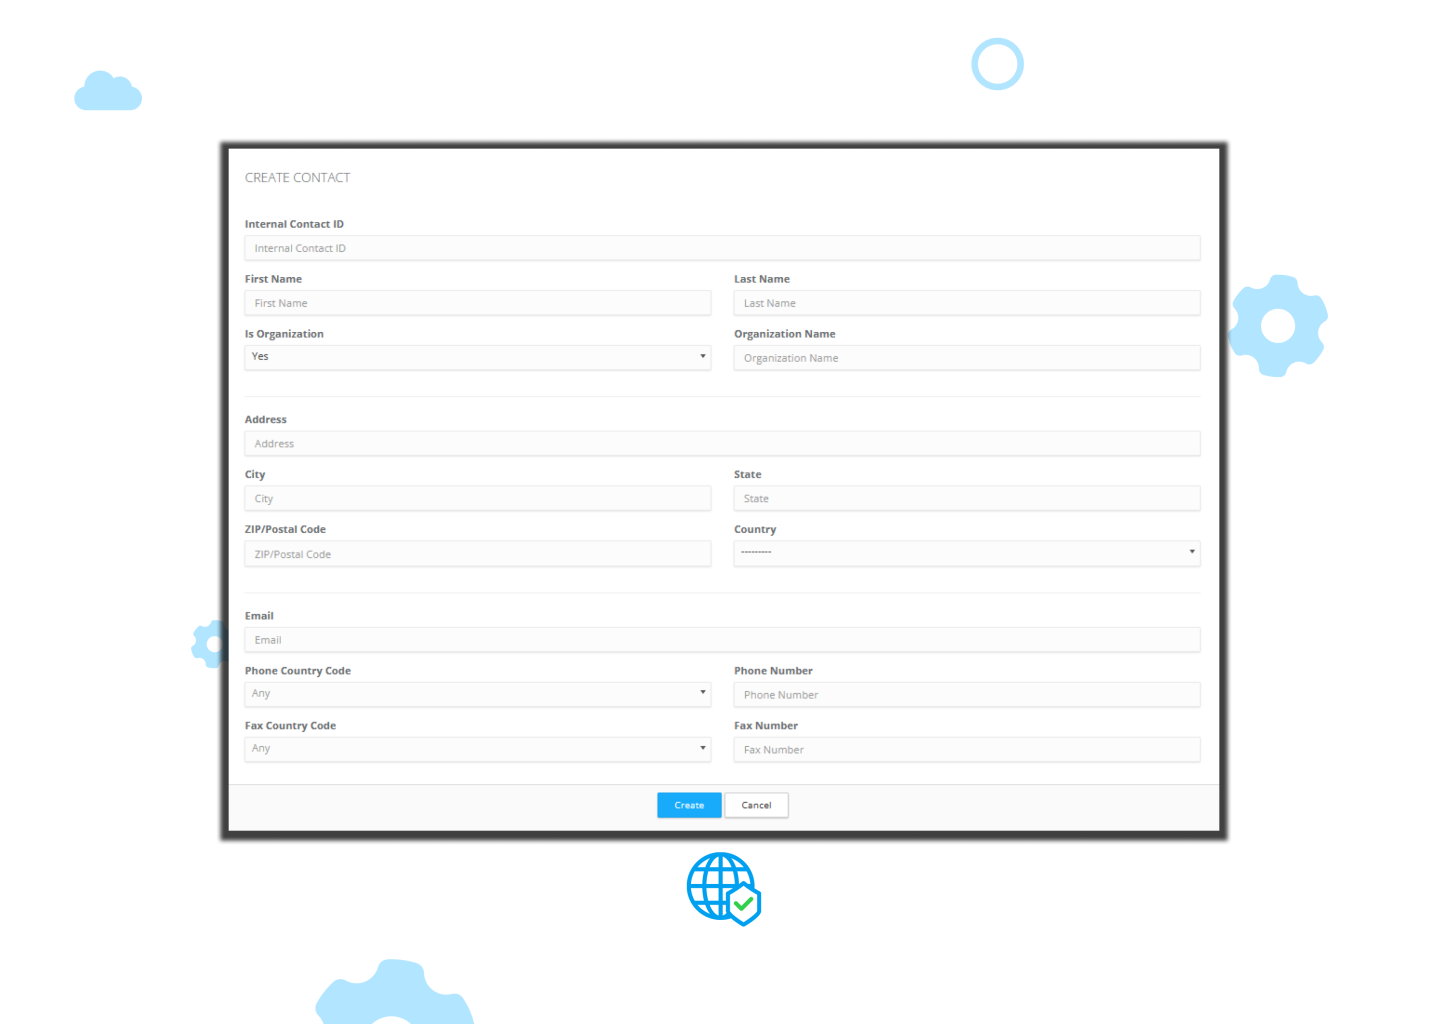 CREATE CONTACT
Internal Contact ID
Internal Contact ID
First Name Last Name
First Name Last Name
Is Organization Organization Name
Yes Organization Name
Address
Address
City State
City State
ZIP/Postal Code Country
ZIP/Postal Code ---------
Email
Email
Phone Country Code Phone Number
Any Phone Number
Fax Country Code Fax Number
Any Fax Number
Create Cancel